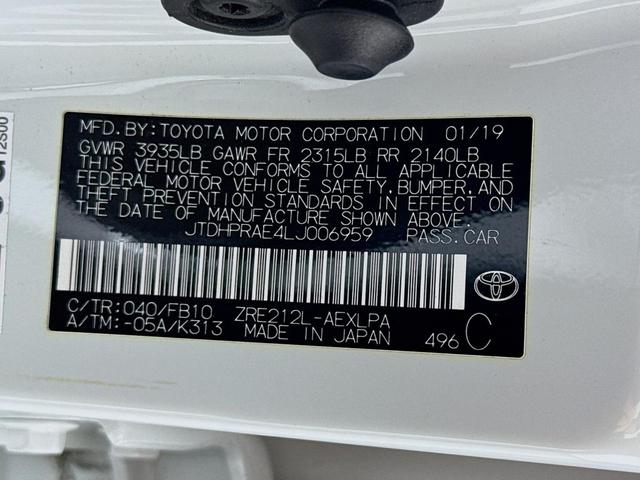 MFD.BY:TOYOTA MOTOR CORPORATION 01/19
GVWR 3935LB GAWR FR 2315LB RR 2140LB
THIS VEHICLE CONFORMS TO ALL APPLICABLE
FEDERAL MOTOR VEHICLE SAFETY,BUMPER,AND
THEFT PREVENTION STANDARDS IN EFFECT ON
THE DATE OF MANUFACTURE SHOWN ABOVE.
JTDHPRAE4LJ006959 PASS.CAR
C/TR:040/FB10 ZRE212L-AEXLPA
A/TM:-05A/K313 MADE IN JAPAN 496 C
12S00